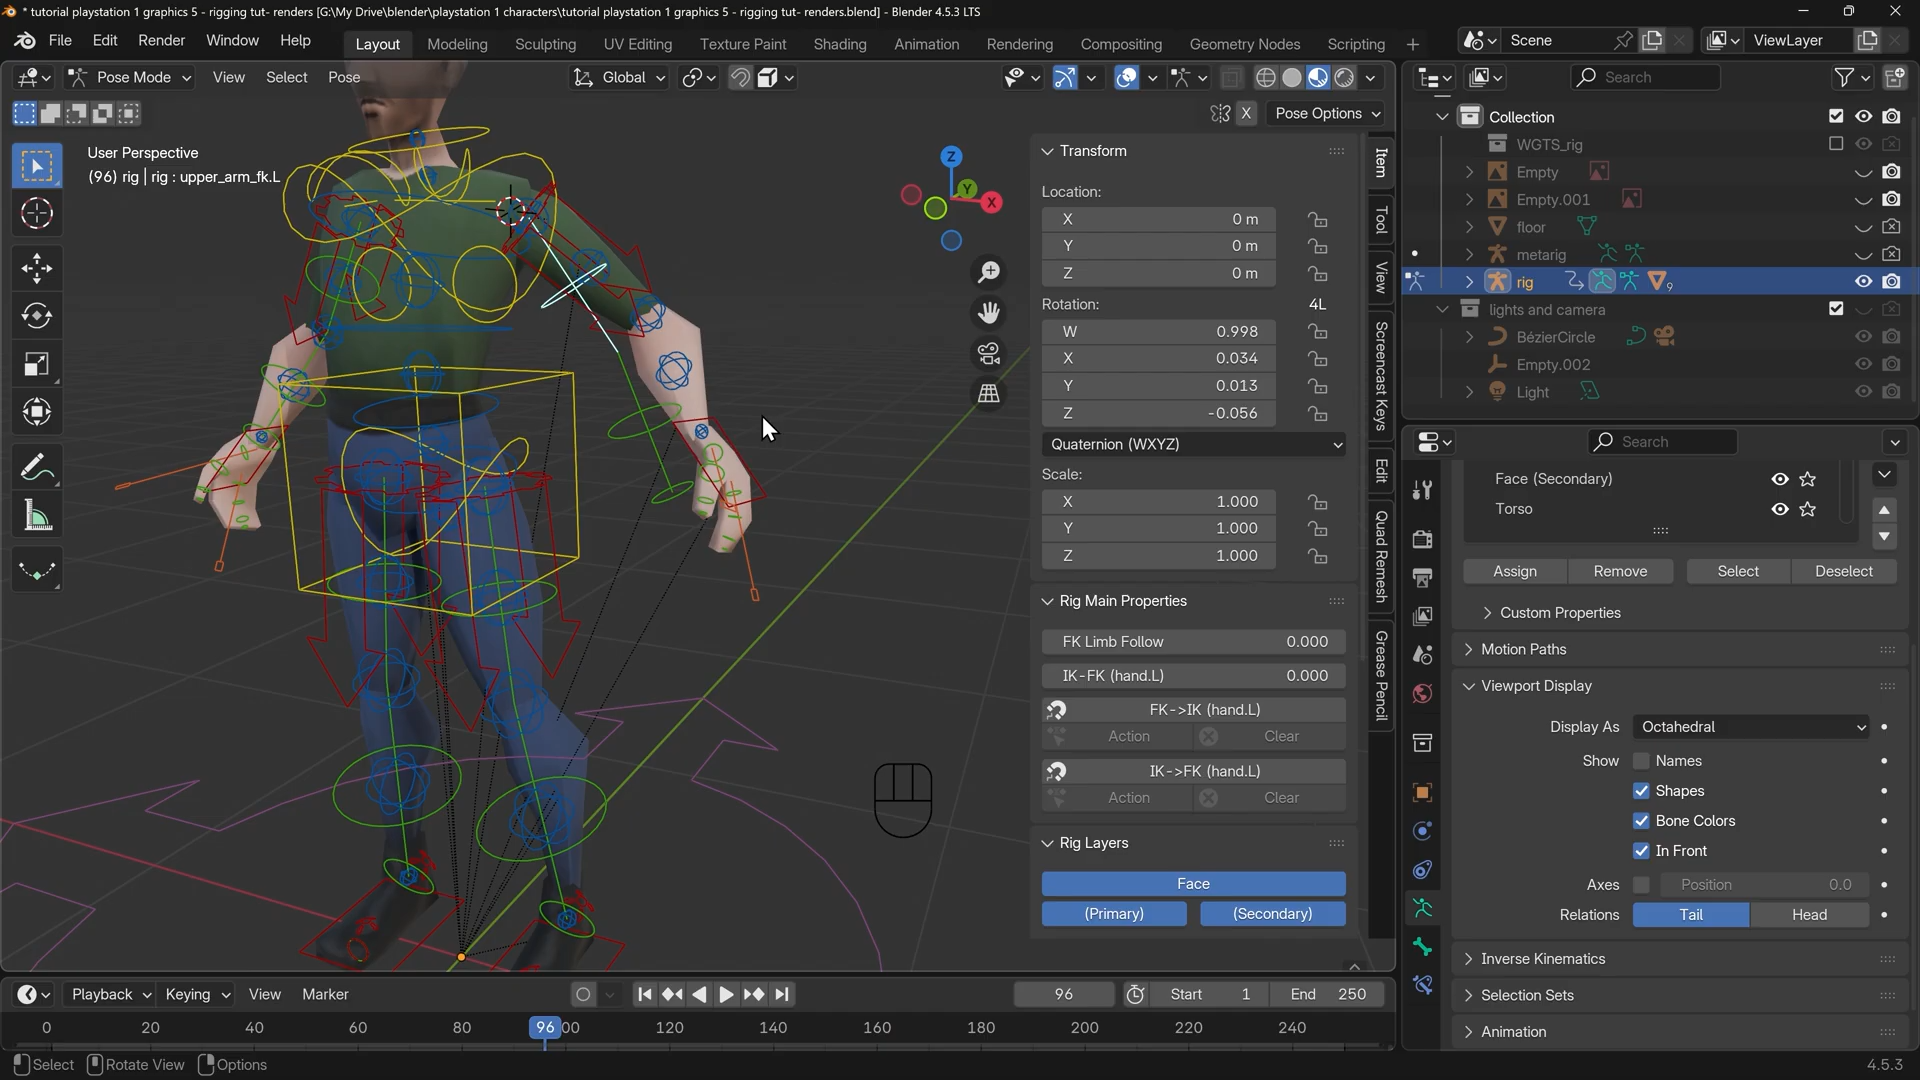 * tutorial playstation 1 graphics 5 - rigging tut- renders [G:\My Drive\blender\playstation 1 characters\tutorial playstation 1 graphics 5 - rigging tut- renders.blend] - Blender 4.5.3 LTS
File Edit Render Window Help
Layout Modeling Sculpting UV Editing Texture Paint Shading Animation Rendering Compositing Geometry Nodes Scripting +
Scene
ViewLayer
Pose Mode View Select Pose
Global
Search
X Pose Options
User Perspective
(96) rig | rig : upper_arm_fk.L
Z
Y
X
Transform
Location:
X 0 m
Y 0 m
Z 0 m
Rotation: 4L
W 0.998
X 0.034
Y 0.013
Z -0.056
Quaternion (WXYZ)
Scale:
X 1.000
Y 1.000
Z 1.000
Rig Main Properties
FK Limb Follow 0.000
IK-FK (hand.L) 0.000
FK->IK (hand.L)
Action Clear
IK->FK (hand.L)
Action Clear
Rig Layers
Face
(Primary) (Secondary)
Item
Tool
View
Screencast Keys
Edit
Quad Remesh
Grease Pencil
Collection
WGTS_rig
Empty
Empty.001
floor
metarig
rig 9
lights and camera
BézierCircle
Empty.002
Light
Search
Face (Secondary)
Torso
Assign Remove Select Deselect
Custom Properties
Motion Paths
Viewport Display
Display As Octahedral
Show Names
Shapes
Bone Colors
In Front
Axes Position 0.0
Relations Tail Head
Inverse Kinematics
Selection Sets
Animation
Playback Keying View Marker
96 Start 1 End 250
0 20 40 60 80 96 00 120 140 160 180 200 220 240
Select Rotate View Options
4.5.3